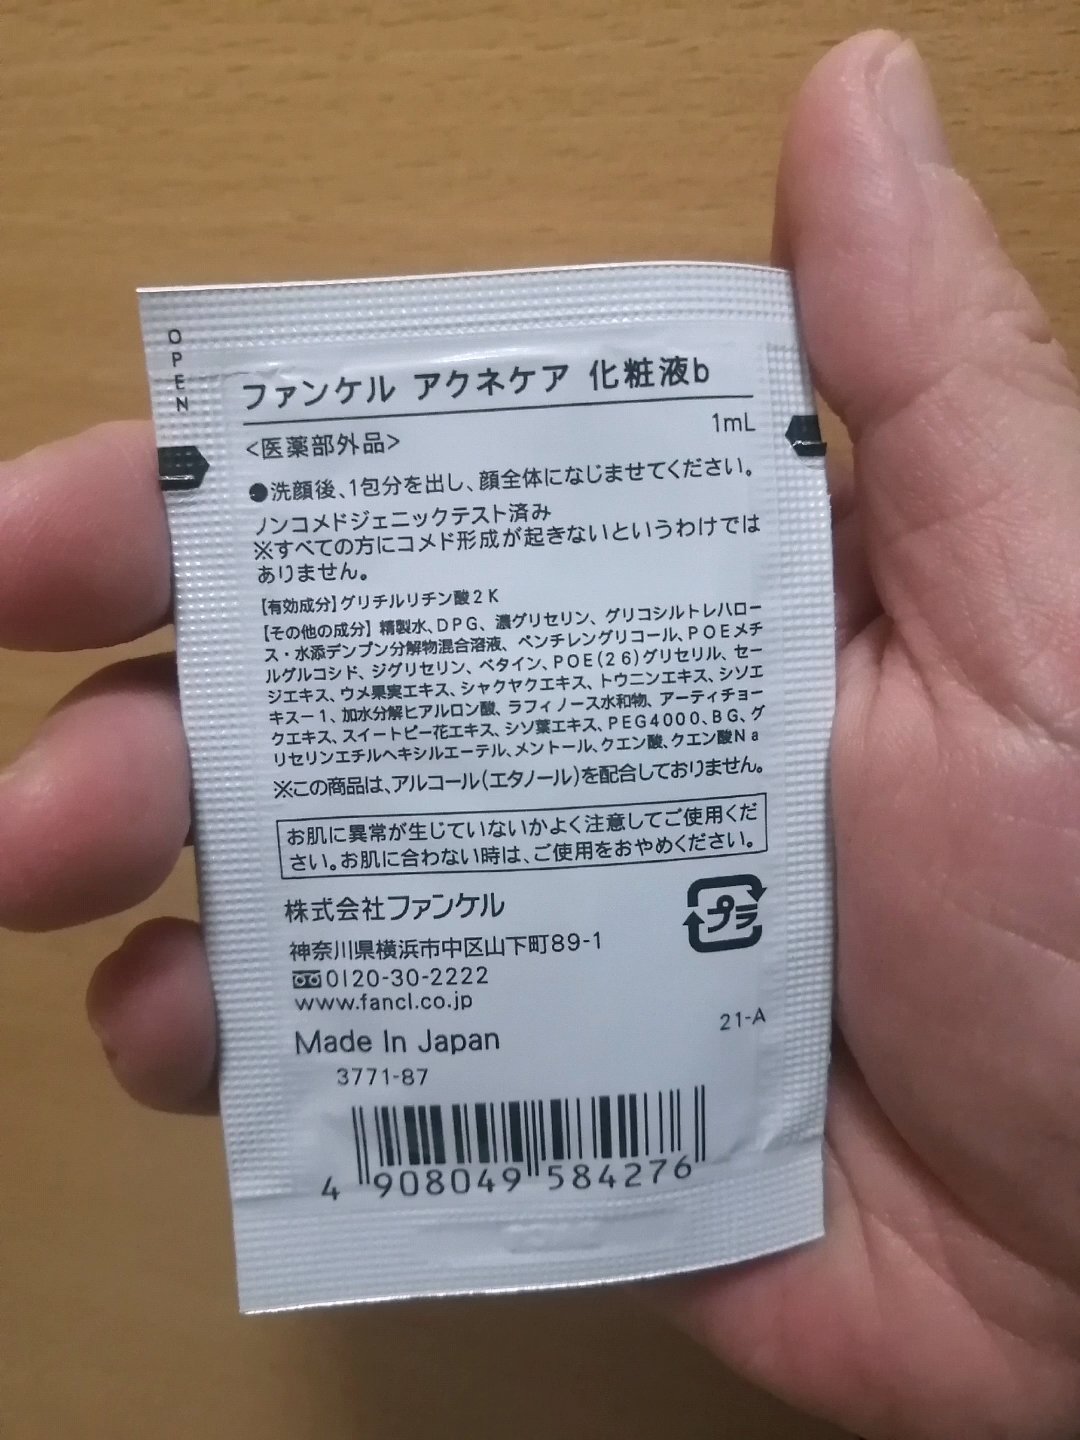 OPEN
ファンケル アクネケア 化粧液b
<医薬部外品>
1mL
●洗顔後、1包分を出し、顔全体になじませてください。
ノンコメドジェニックテスト済み
※すべての方にコメド形成が起きないというわけでは
ありません。
【有効成分】グリチルリチン酸2K
【その他の成分】精製水、DPG、濃グリセリン、グリコシルトレハロー
ス・水添デンプン分解物混合溶液、ペンチレングリコール、POEメチ
ルグルコシド、ジグリセリン、ベタイン、POE(26)グリセリル、セー
ジエキス、ウメ果実エキス、シャクヤクエキス、トウニンエキス、シソエ
キス-1、加水分解ヒアルロン酸、ラフィノース水和物、アーティチョー
クエキス、スイートピー花エキス、シソ葉エキス、PEG4000、BG、グ
リセリンエチルヘキシルエーテル、メントール、クエン酸、クエン酸Na
※この商品は、アルコール(エタノール)を配合しておりません。
お肌に異常が生じていないかよく注意してご使用くだ
さい。お肌に合わない時は、ご使用をおやめください。
株式会社ファンケル
プラ
神奈川県横浜市中区山下町89-1
0120-30-2222
www.fancl.co.jp
Made In Japan
21-A
3771-87
4 908049 584276